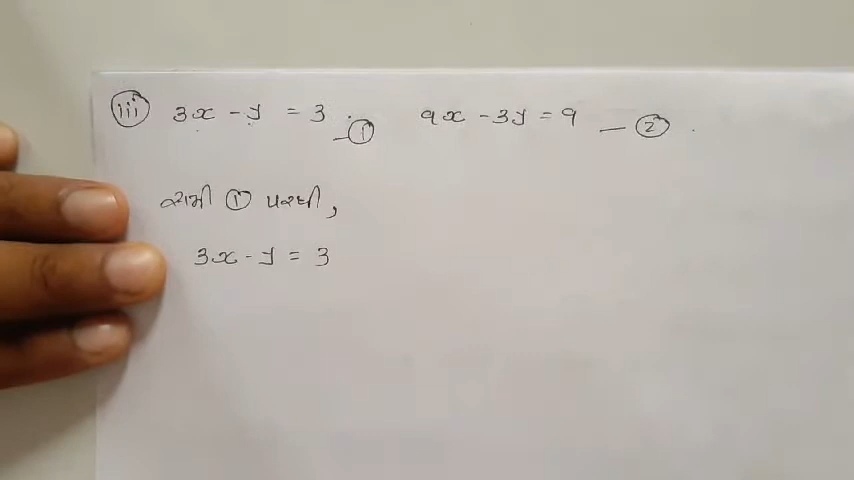 (iii) 3x - y = 3 —① 9x - 3y = 9 —②
સમી ① પરથી,
3x - y = 3